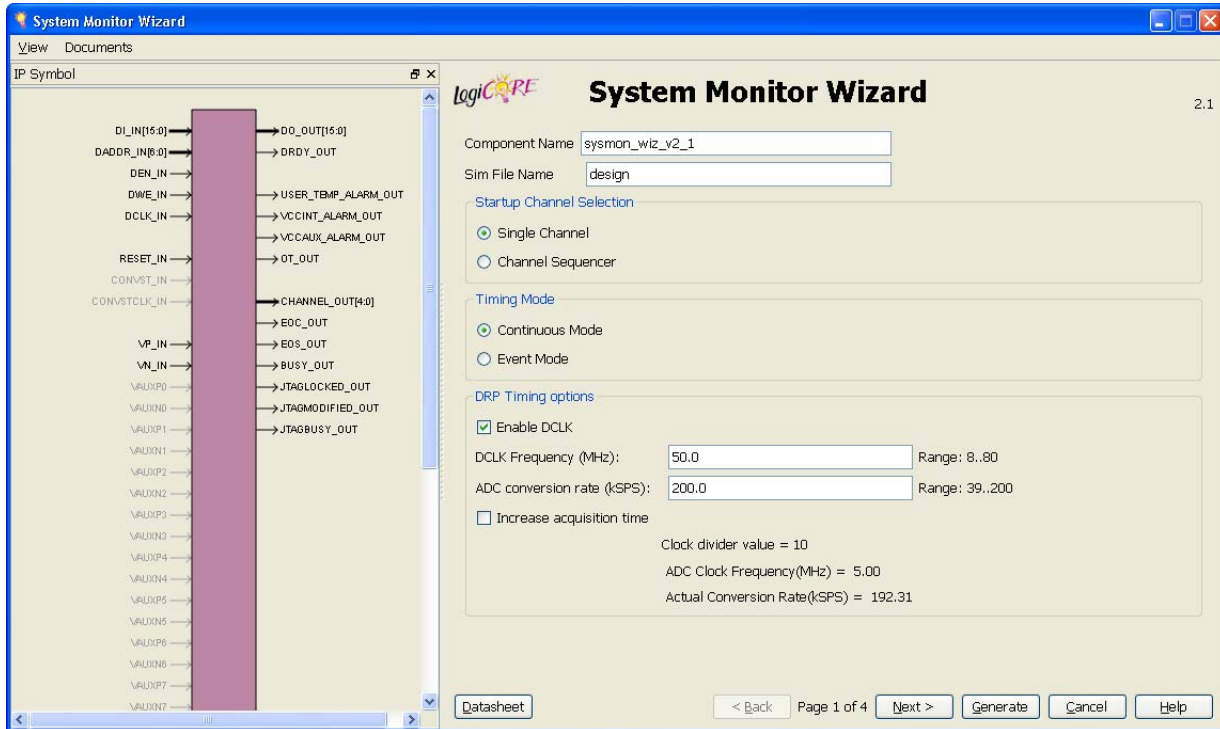 System Monitor Wizard
View Documents
IP Symbol
DI_IN[15:0]
DADDR_IN[6:0]
DEN_IN
DWE_IN
DCLK_IN
RESET_IN
CONVST_IN
CONVSTCLK_IN
VP_IN
VN_IN
VAUXP0
VAUXN0
VAUXP1
VAUXN1
VAUXP2
VAUXN2
VAUXP3
VAUXN3
VAUXP4
VAUXN4
VAUXP5
VAUXN5
VAUXP6
VAUXN6
VAUXP7
VAUXN7
DO_OUT[15:0]
DRDY_OUT
USER_TEMP_ALARM_OUT
VCCINT_ALARM_OUT
VCCAUX_ALARM_OUT
OT_OUT
CHANNEL_OUT[4:0]
EOC_OUT
EOS_OUT
BUSY_OUT
JTAGLOCKED_OUT
JTAGMODIFIED_OUT
JTAGBUSY_OUT
LogiCORE System Monitor Wizard 2.1
Component Name sysmon_wiz_v2_1
Sim File Name design
Startup Channel Selection
Single Channel
Channel Sequencer
Timing Mode
Continuous Mode
Event Mode
DRP Timing options
Enable DCLK
DCLK Frequency (MHz): 50.0 Range: 8..80
ADC conversion rate (kSPS): 200.0 Range: 39..200
Increase acquisition time
Clock divider value = 10
ADC Clock Frequency(MHz) = 5.00
Actual Conversion Rate(kSPS) = 192.31
Datasheet < Back Page 1 of 4 Next > Generate Cancel Help